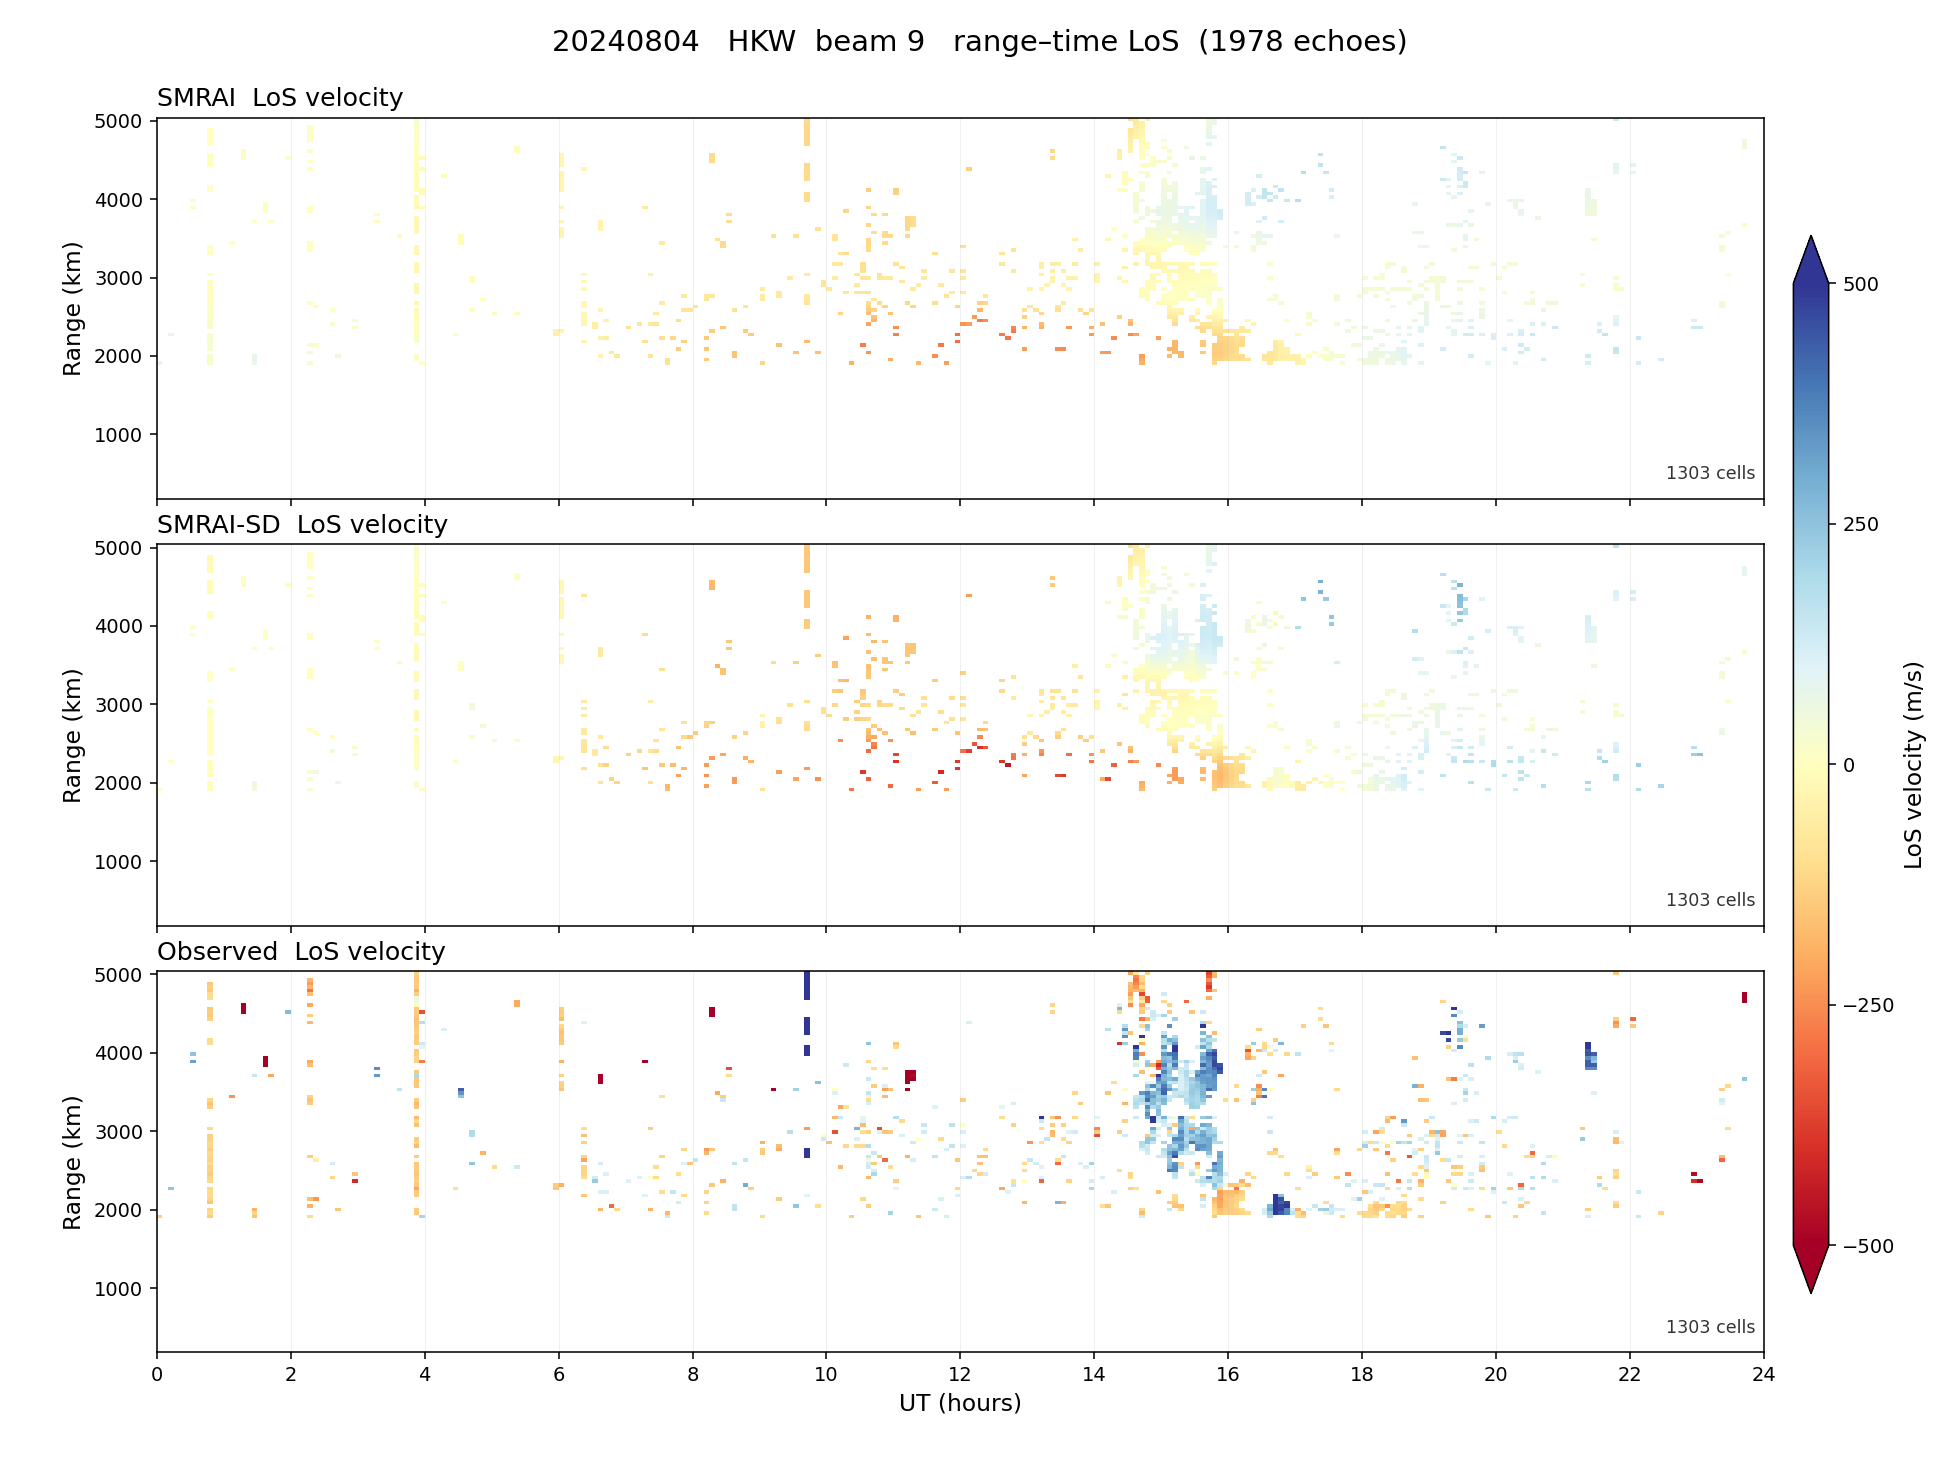 20240804   HKW  beam 9   range–time LoS  (1978 echoes)
SMRAI  LoS velocity
5000
4000
3000
2000
1000
Range (km)
1303 cells
SMRAI-SD  LoS velocity
5000
4000
3000
2000
1000
Range (km)
1303 cells
Observed  LoS velocity
5000
4000
3000
2000
1000
Range (km)
1303 cells
0 2 4 6 8 10 12 14 16 18 20 22 24
UT (hours)
500
250
0
−250
−500
LoS velocity (m/s)